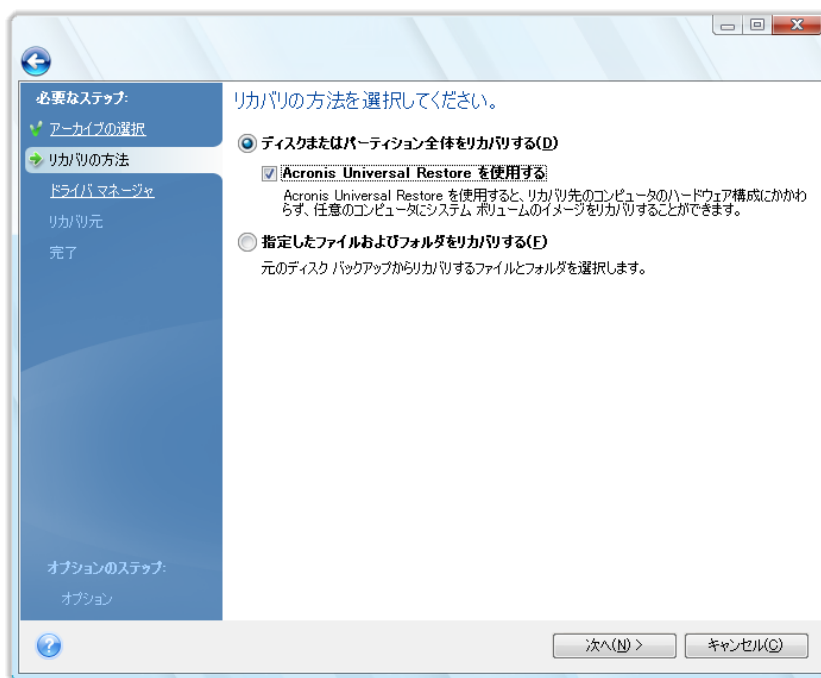 必要なステップ:
アーカイブの選択
リカバリの方法
ドライバ マネージャ
リカバリ元
完了
オプションのステップ:
オプション
リカバリの方法を選択してください。
ディスクまたはパーティション全体をリカバリする(D)
Acronis Universal Restore を使用する
Acronis Universal Restore を使用すると、リカバリ先のコンピュータのハードウェア構成にかかわ
らず、任意のコンピュータにシステム ボリュームのイメージをリカバリすることができます。
指定したファイルおよびフォルダをリカバリする(F)
元のディスク バックアップからリカバリするファイルとフォルダを選択します。
次へ(N) >
キャンセル(C)